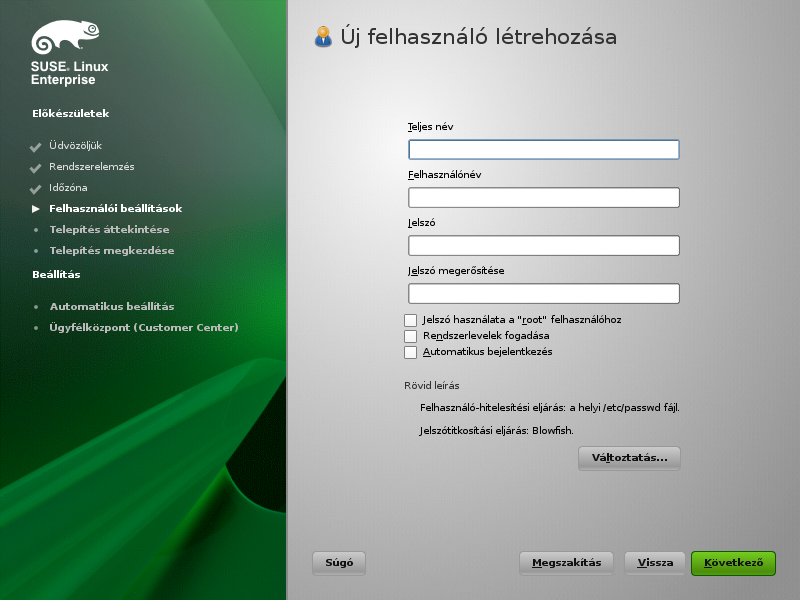 SUSE® Linux
Enterprise
Előkészületek
Üdvözöljük
Rendszerelemzés
Időzóna
Felhasználói beállítások
Telepítés áttekintése
Telepítés megkezdése
Beállítás
Automatikus beállítás
Ügyfélközpont (Customer Center)
Új felhasználó létrehozása
Teljes név
Felhasználónév
Jelszó
Jelszó megerősítése
Jelszó használata a "root" felhasználóhoz
Rendszerlevelek fogadása
Automatikus bejelentkezés
Rövid leírás
Felhasználó-hitelesítési eljárás: a helyi /etc/passwd fájl.
Jelszótitkosítási eljárás: Blowfish.
Változtatás...
Súgó
Megszakítás
Vissza
Következő